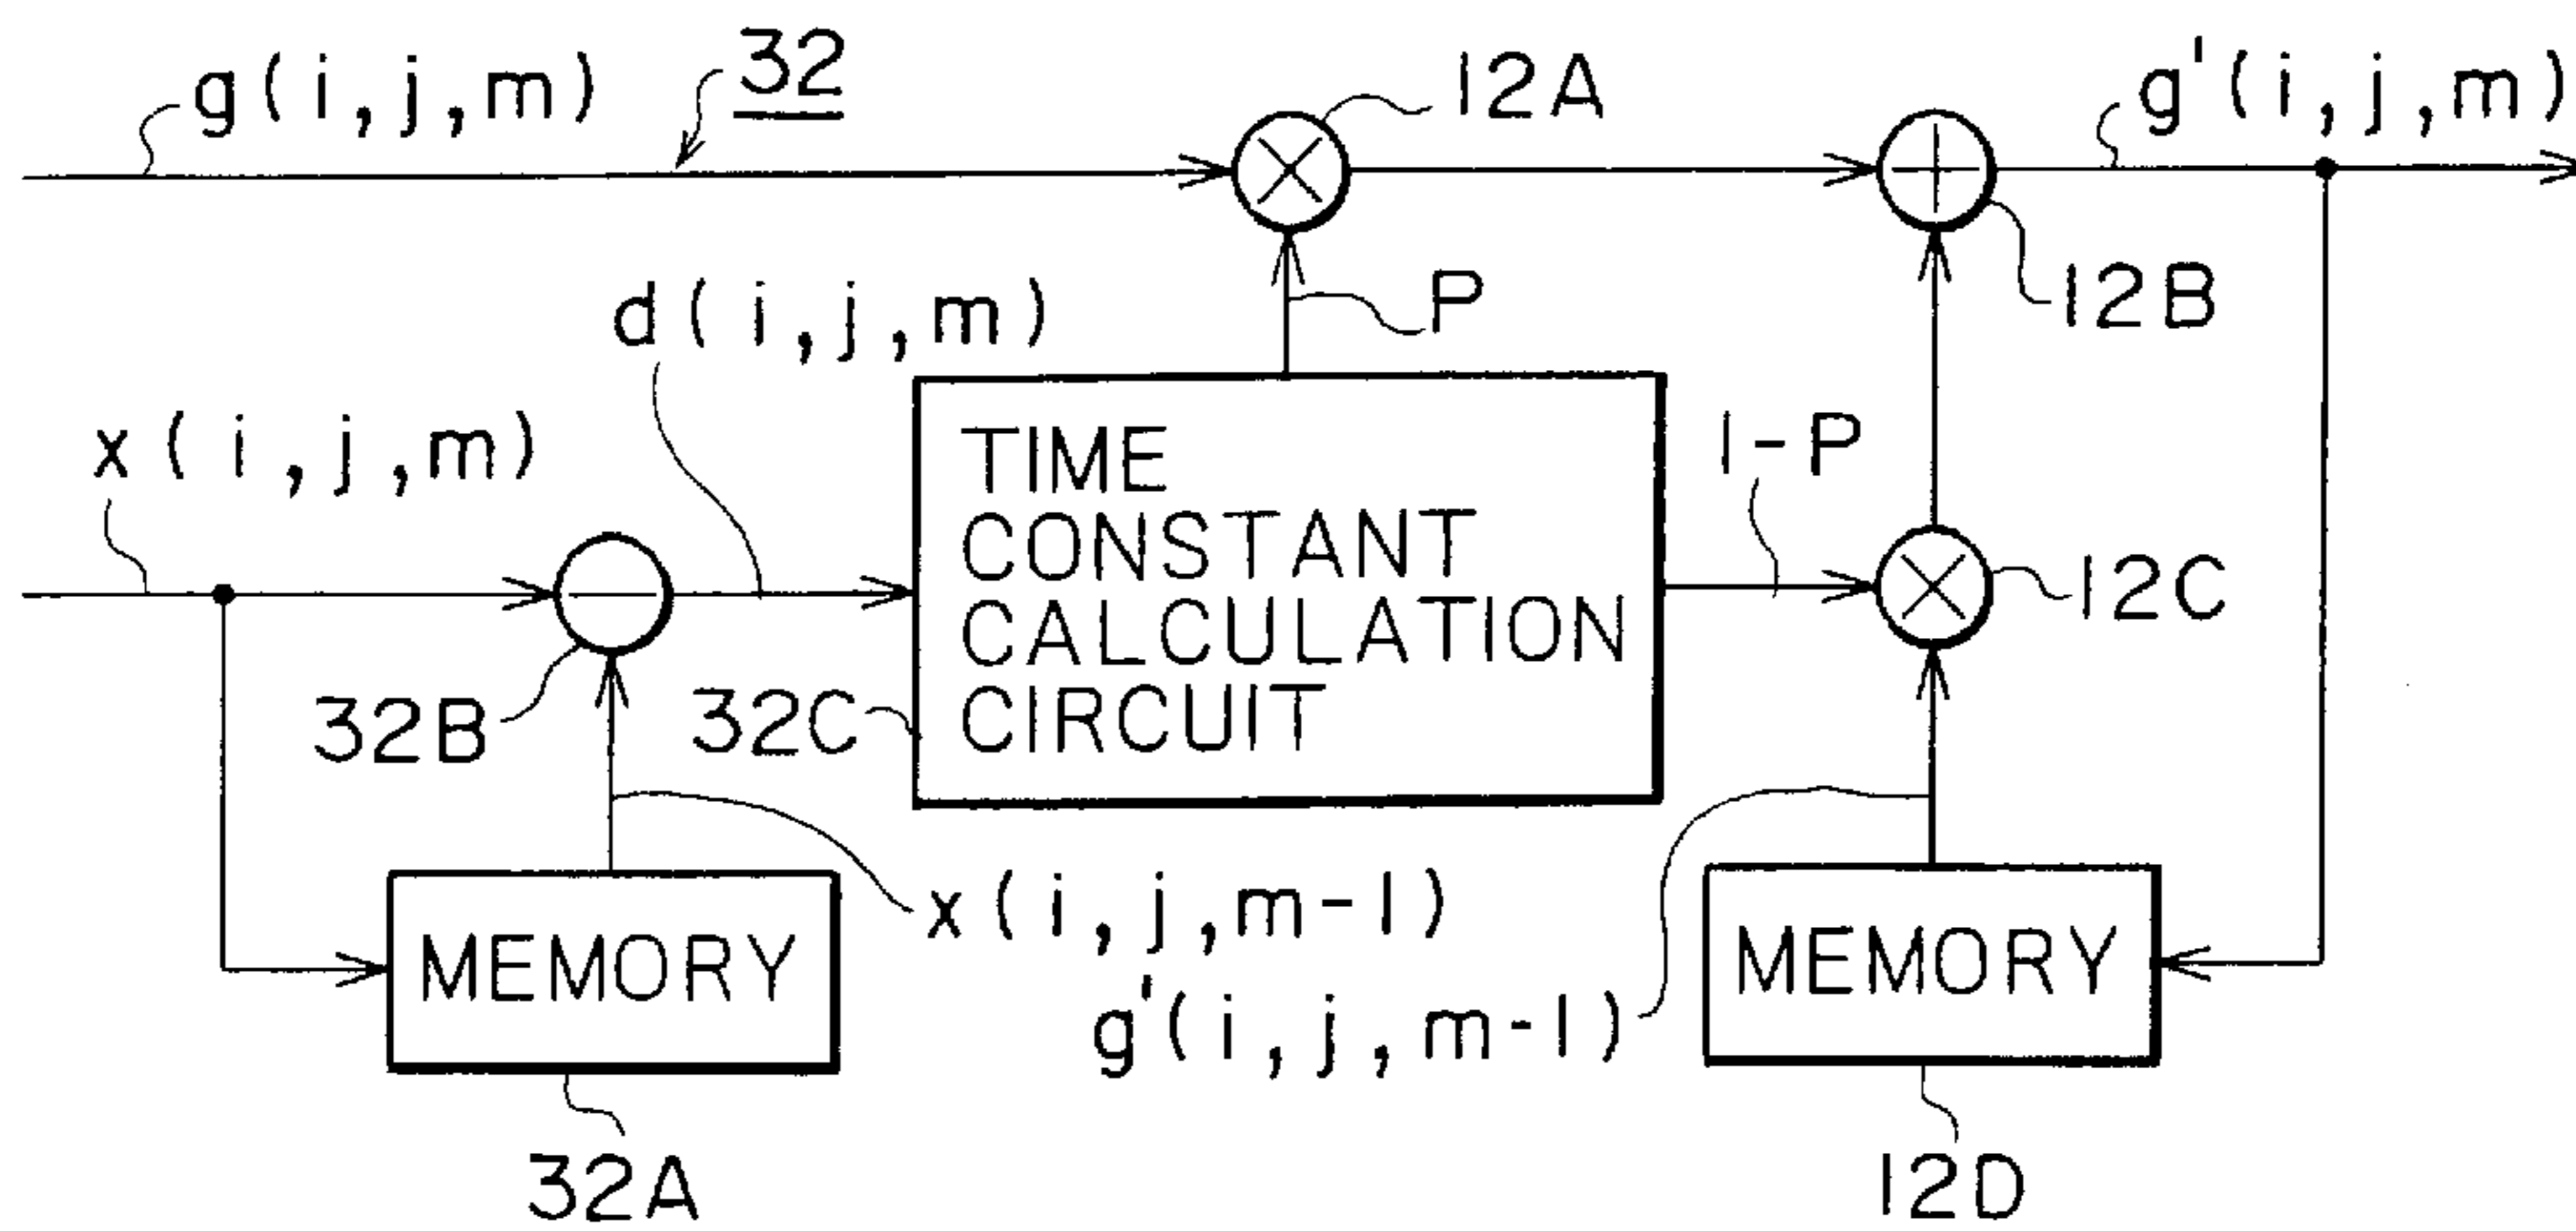 g(i,j,m)
32
12A
g'(i,j,m)
12B
d(i,j,m)
P
x(i,j,m)
1-P
TIME
CONSTANT
CALCULATION
CIRCUIT
12C
32B
32C
x(i,j,m-1)
g'(i,j,m-1)
MEMORY
MEMORY
32A
12D